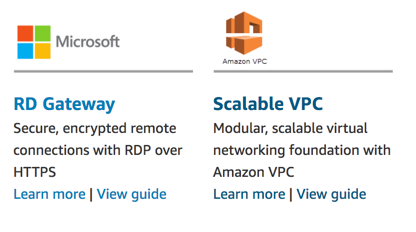 Microsoft
Amazon VPC
RD Gateway
Secure, encrypted remote
connections with RDP over
HTTPS
Learn more | View guide
Scalable VPC
Modular, scalable virtual
networking foundation with
Amazon VPC
Learn more | View guide